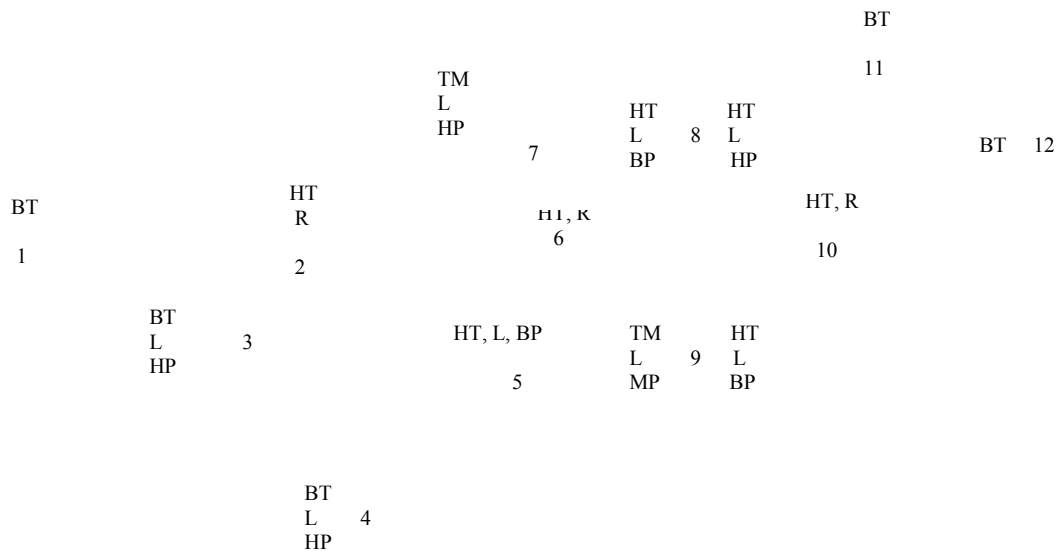 BT
11
TM
L
HP
7
HT
L
BP
8
HT
L
HP
BT 12
BT
1
HT
R
2
HT, R
6
HT, R
10
BT
L
HP
3
HT, L, BP
5
TM
L
MP
9
HT
L
BP
BT
L
HP
4